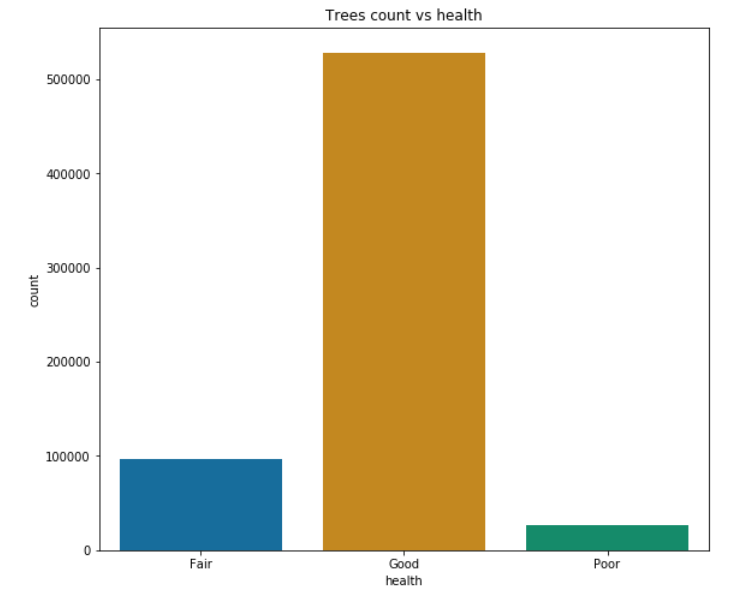 Trees count vs health
500000
400000
300000
200000
100000
0
count
Fair Good Poor
health